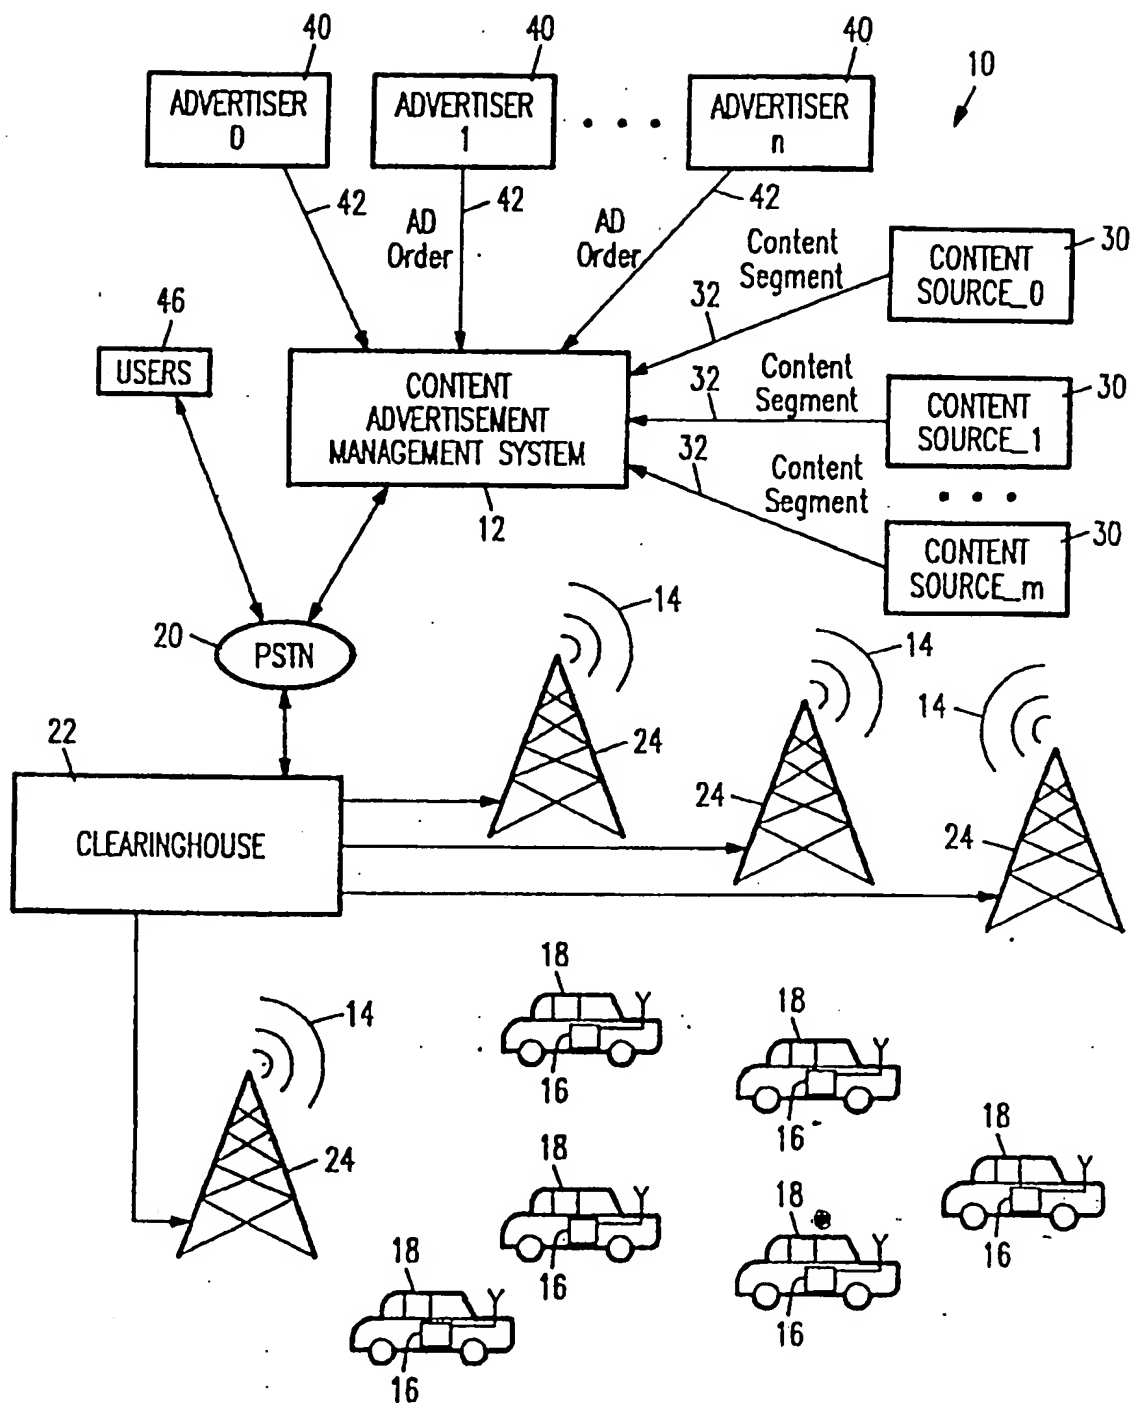 40
40
40
10
ADVERTISER
0
ADVERTISER
1
ADVERTISER
n
42
42
42
AD
Order
AD
Order
Content
Segment
30
CONTENT
SOURCE_0
32
46
USERS
CONTENT
ADVERTISEMENT
MANAGEMENT SYSTEM
12
32
Content
Segment
30
CONTENT
SOURCE_1
32
Content
Segment
30
CONTENT
SOURCE_m
20
PSTN
14
14
14
22
CLEARINGHOUSE
24
24
24
14
24
18
16
18
16
18
16
18
16
18
16
18
16